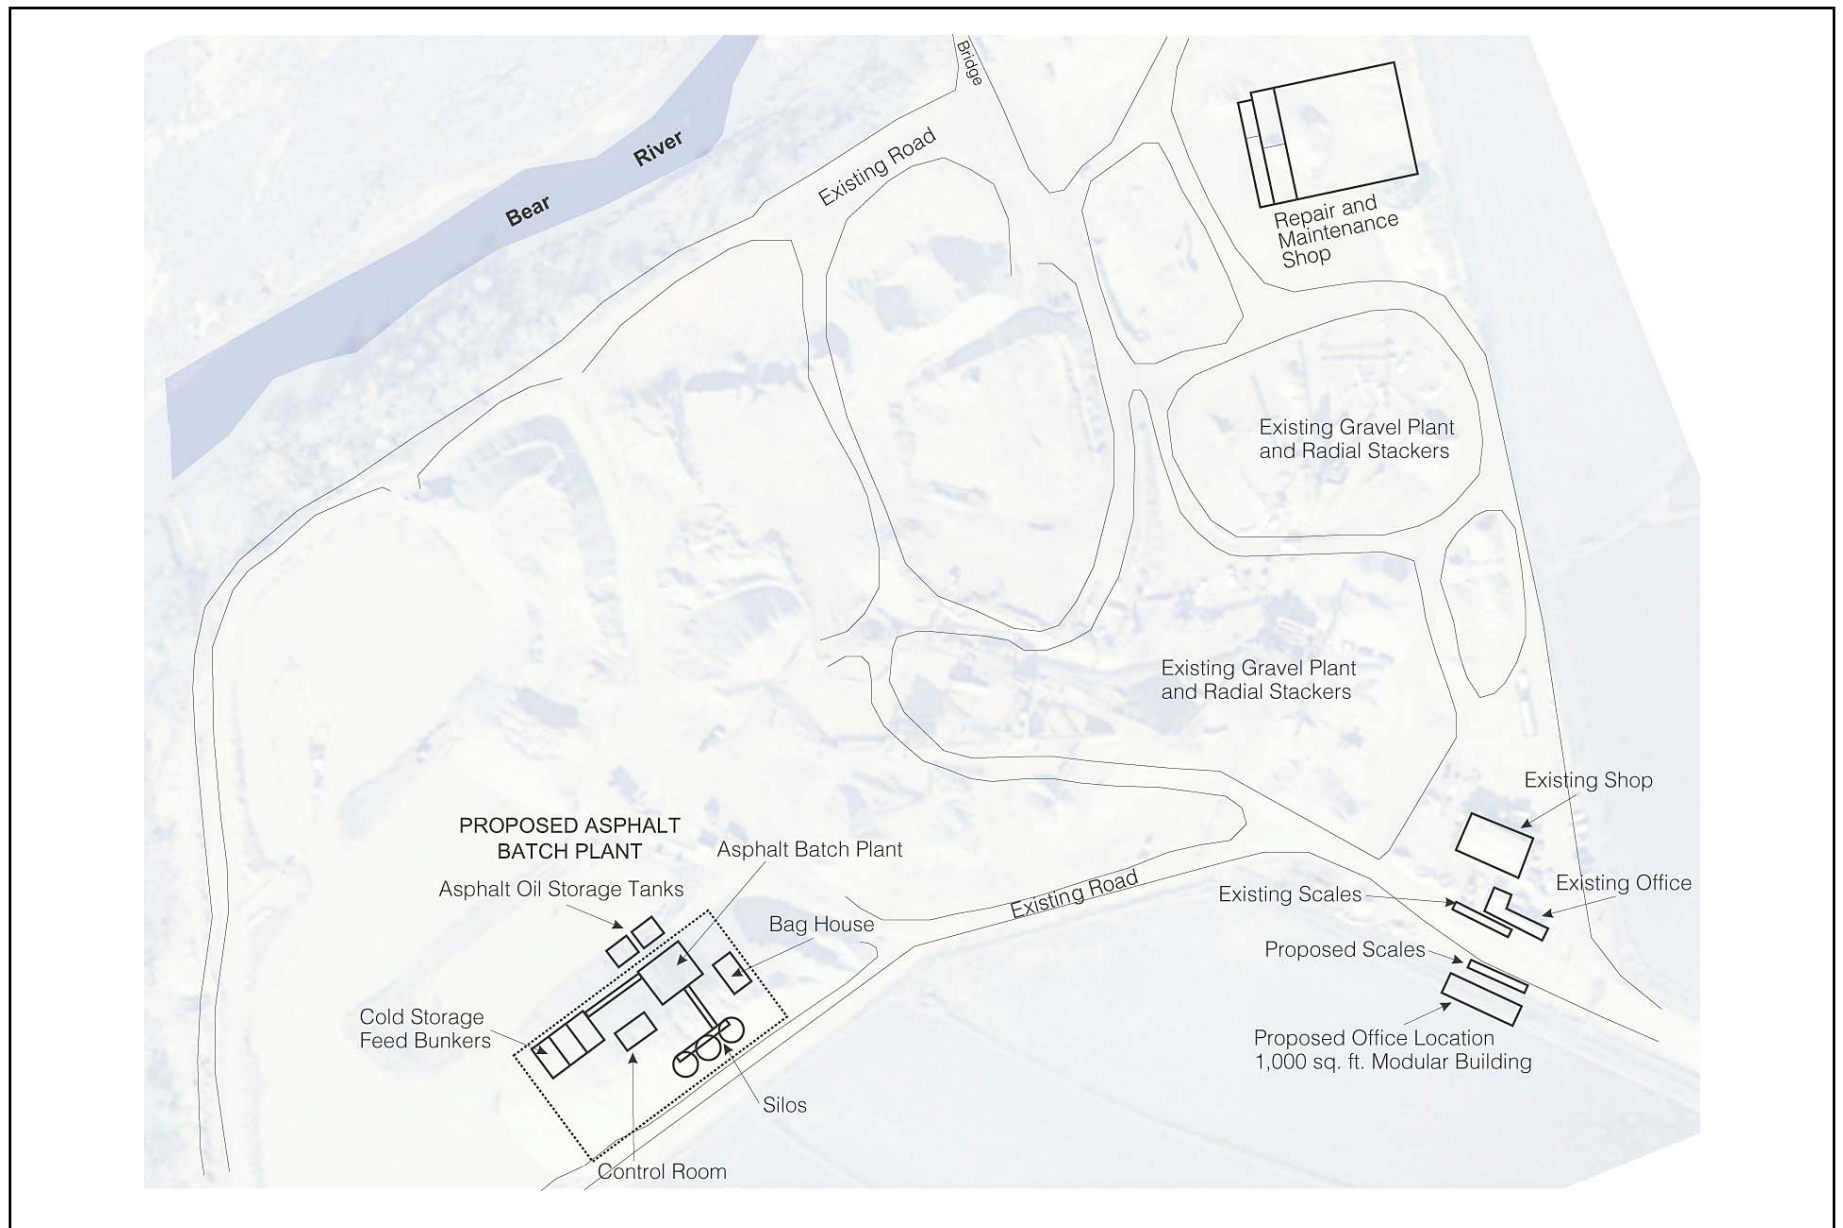 Bridge
River
Existing Road
Bear
Repair and
Maintenance
Shop
Existing Gravel Plant
and Radial Stackers
Existing Gravel Plant
and Radial Stackers
Existing Shop
PROPOSED ASPHALT
BATCH PLANT
Asphalt Batch Plant
Asphalt Oil Storage Tanks
Existing Road
Existing Scales
Existing Office
Bag House
Proposed Scales
Cold Storage
Feed Bunkers
Proposed Office Location
1,000 sq. ft. Modular Building
Silos
Control Room